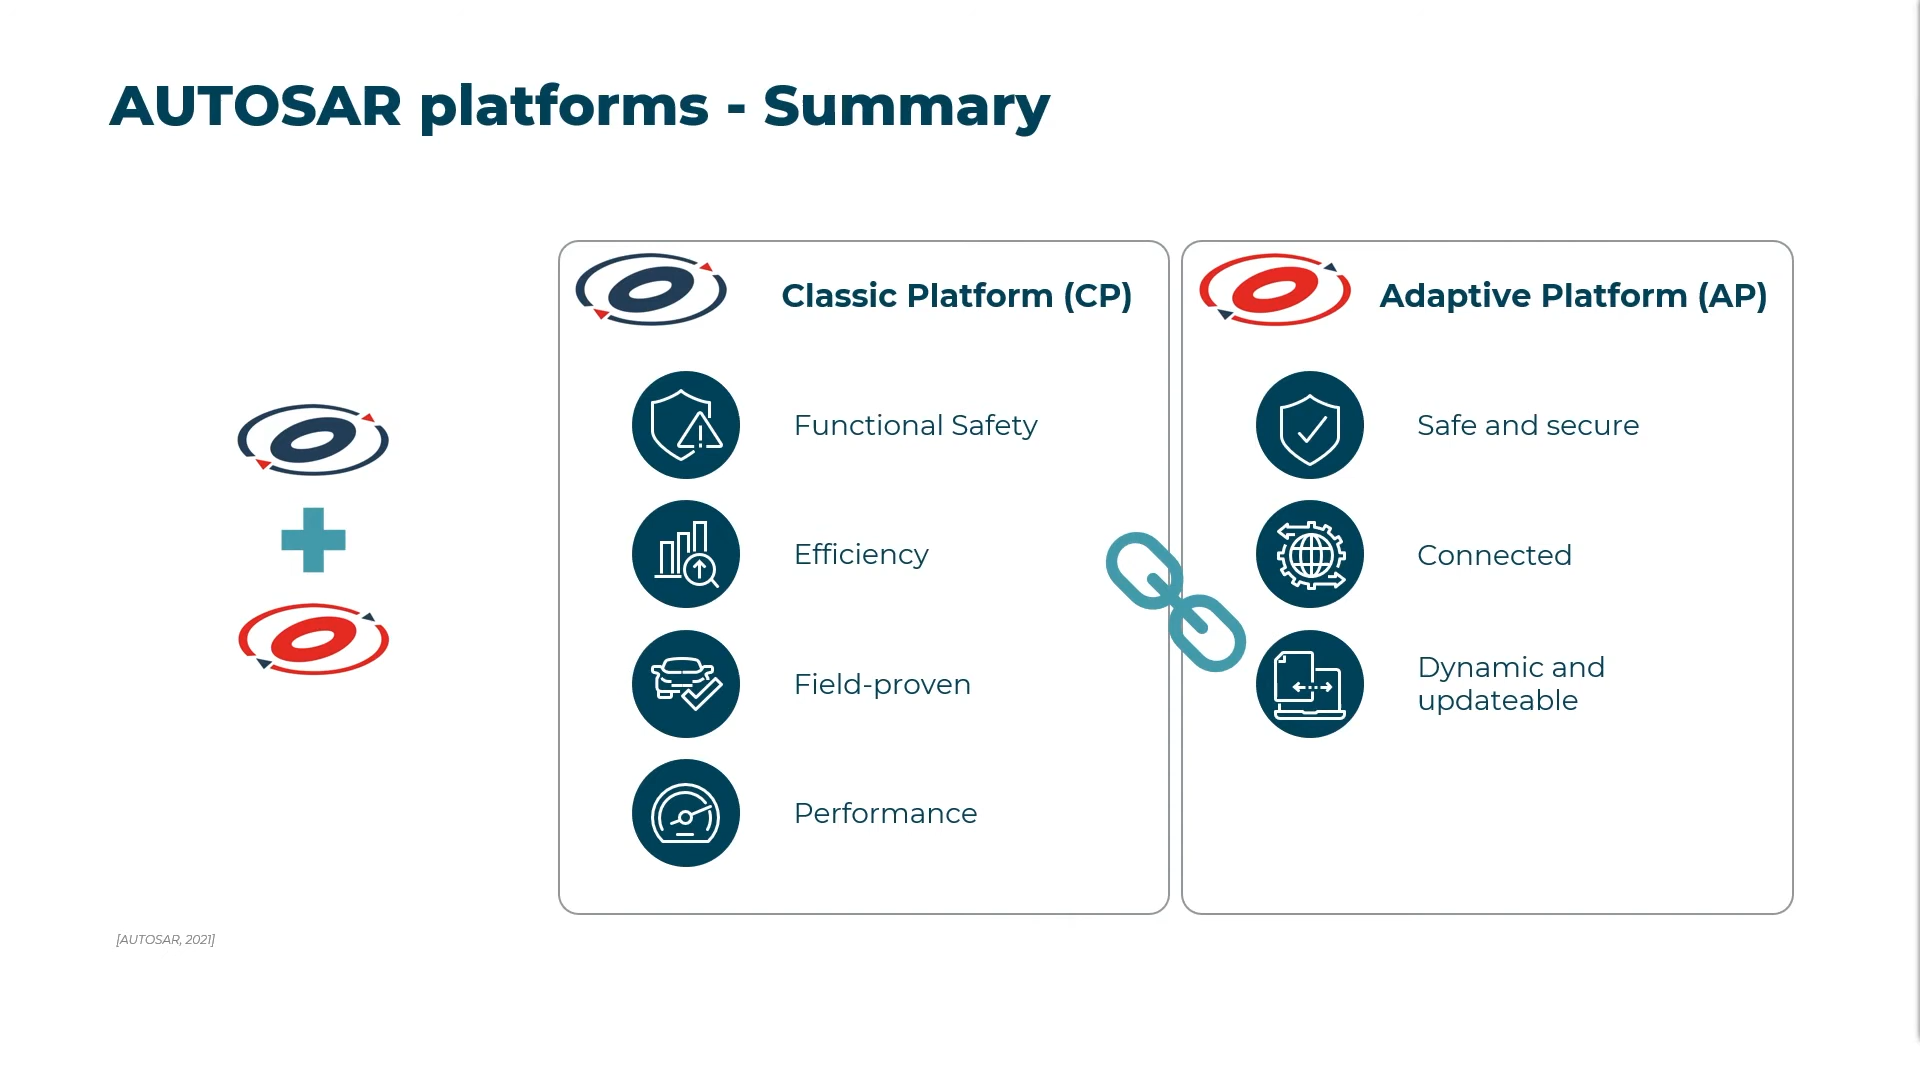 AUTOSAR platforms - Summary
Classic Platform (CP)
Functional Safety
Efficiency
Field-proven
Performance
Adaptive Platform (AP)
Safe and secure
Connected
Dynamic and
updateable
[AUTOSAR, 2021]